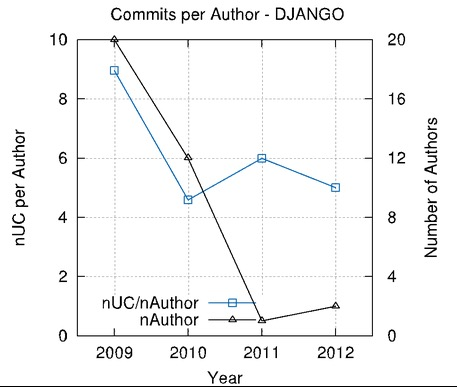 Commits per Author - DJANGO
10
8
6
4
2
0
20
16
12
8
4
0
nUC per Author
Number of Authors
nUC/nAuthor
nAuthor
2009 2010 2011 2012
Year